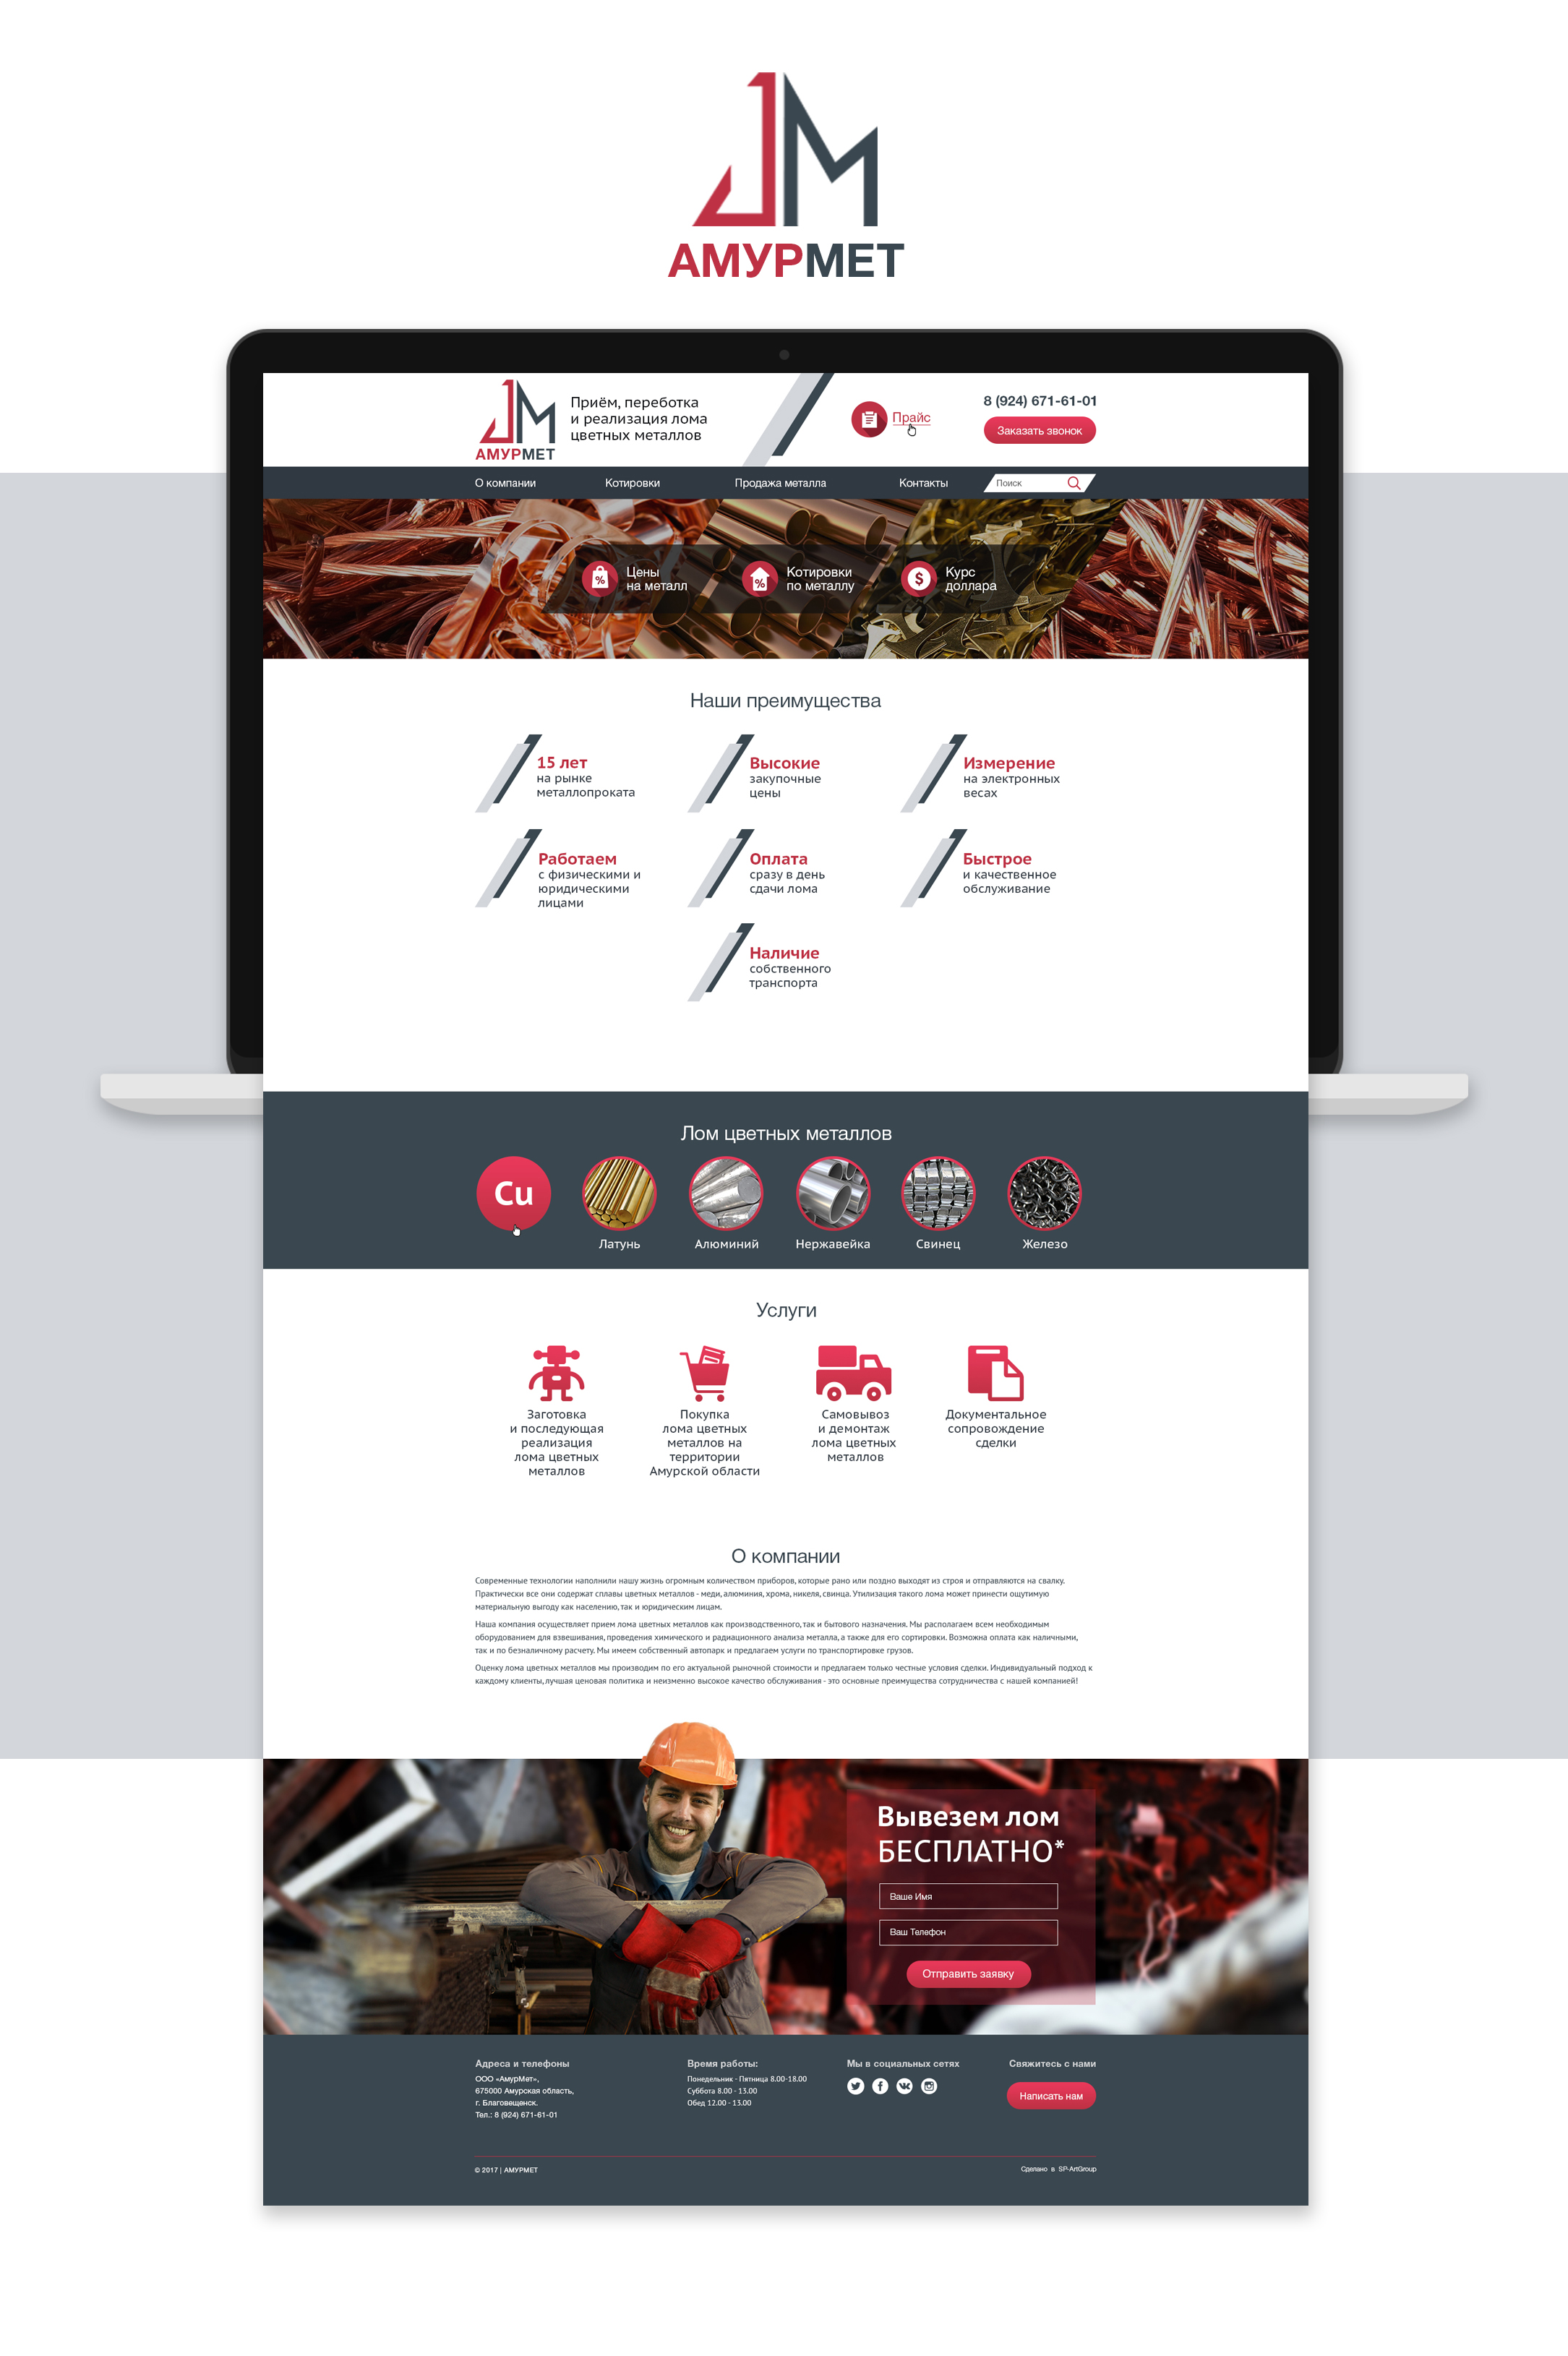 АМУРМЕТ
АМУРМЕТ
Приём, переботка
и реализация лома
цветных металлов
Прайс
8 (924) 671-61-01
Заказать звонок
О компании
Котировки
Продажа металла
Контакты
Поиск
Цены
на металл
Котировки
по металлу
Курс
доллара
Наши преимущества
15 лет
на рынке
металлопроката
Высокие
закупочные
цены
Измерение
на электронных
весах
Работаем
с физическими и
юридическими
лицами
Оплата
сразу в день
сдачи лома
Быстрое
и качественное
обслуживание
Наличие
собственного
транспорта
Лом цветных металлов
Cu
Латунь
Алюминий
Нержавейка
Свинец
Железо
Услуги
Заготовка
и последующая
реализация
лома цветных
металлов
Покупка
лома цветных
металлов на
территории
Амурской области
Самовывоз
и демонтаж
лома цветных
металлов
Документальное
сопровождение
сделки
О компании
Современные технологии наполнили нашу жизнь огромным количеством приборов, которые рано или поздно выходят из строя и отправляются на свалку.
Практически все они содержат сплавы цветных металлов - меди, алюминия, хрома, никеля, свинца. Утилизация такого лома может принести ощутимую
материальную выгоду как населению, так и юридическим лицам.
Наша компания осуществляет прием лома цветных металлов как производственного, так и бытового назначения. Мы располагаем всем необходимым
оборудованием для взвешивания, проведения химического и радиационного анализа металла, а также для его сортировки. Возможна оплата как наличными,
так и по безналичному расчету. Мы имеем собственный автопарк и предлагаем услуги по транспортировке грузов.
Оценку лома цветных металлов мы производим по его актуальной рыночной стоимости и предлагаем только честные условия сделки. Индивидуальный подход к
каждому клиенты, лучшая ценовая политика и неизменно высокое качество обслуживания - это основные преимущества сотрудничества с нашей компанией!
Вывезем лом
БЕСПЛАТНО*
Ваше Имя
Ваш Телефон
Отправить заявку
Адреса и телефоны
ООО «АмурМет»,
675000 Амурская область,
г. Благовещенск.
Тел.: 8 (924) 671-61-01
Время работы:
Понедельник - Пятница 8.00-18.00
Суббота 8.00 - 13.00
Обед 12.00 - 13.00
Мы в социальных сетях
Свяжитесь с нами
Написать нам
© 2017 | АМУРМЕТ
Сделано в SP-ArtGroup